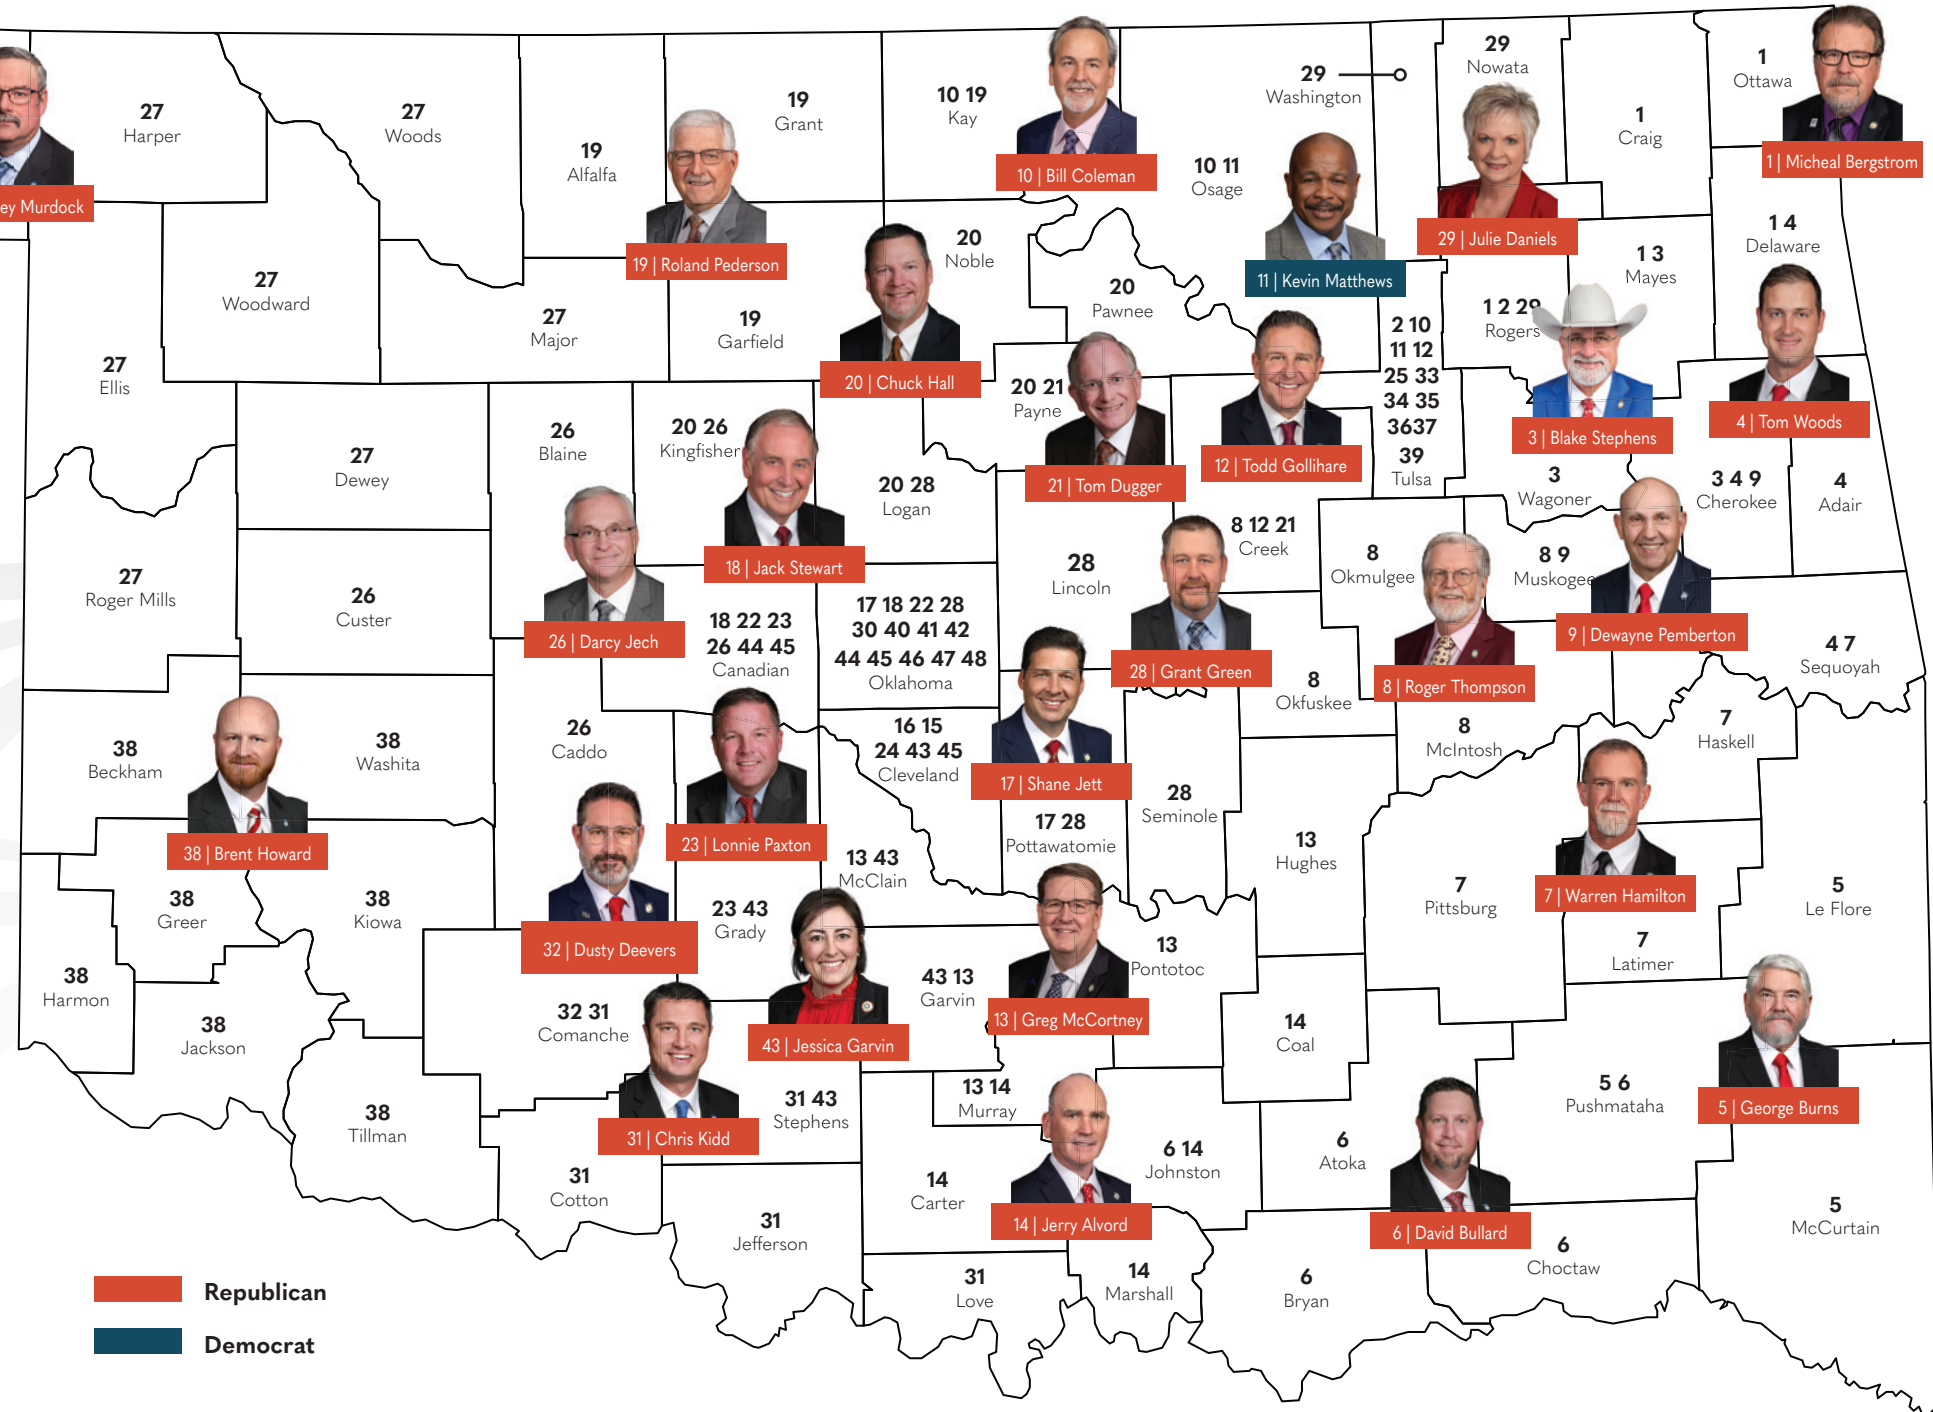 27
Harper
27
Woods
19
Alfalfa
19
Grant
10 19
Kay
10 | Bill Coleman
29
Washington
29
Nowata
1
Craig
1
Ottawa
1 | Micheal Bergstrom
ey Murdock
10 11
Osage
29 | Julie Daniels
19 | Roland Pederson
20
Noble
11 | Kevin Matthews
1 3
Mayes
1 4
Delaware
27
Woodward
27
Major
19
Garfield
20
Pawnee
1 2 29
Rogers
2 10
11 12
25 33
34 35
3637
39
Tulsa
27
Ellis
20 | Chuck Hall
20 21
Payne
3 | Blake Stephens
4 | Tom Woods
27
Dewey
26
Blaine
20 26
Kingfisher
20 28
Logan
21 | Tom Dugger
12 | Todd Gollihare
3
Wagoner
3 4 9
Cherokee
4
Adair
8 12 21
Creek
8
Okmulgee
8 9
Muskogee
27
Roger Mills
26
Custer
18 | Jack Stewart
28
Lincoln
26 | Darcy Jech
18 22 23
26 44 45
Canadian
17 18 22 28
30 40 41 42
44 45 46 47 48
Oklahoma
28 | Grant Green
8
Okfuskee
8 | Roger Thompson
9 | Dewayne Pemberton
4 7
Sequoyah
38
Beckham
38
Washita
26
Caddo
16 15
24 43 45
Cleveland
17 | Shane Jett
28
Seminole
8
McIntosh
7
Haskell
38 | Brent Howard
23 | Lonnie Paxton
13 43
McClain
17 28
Pottawatomie
13
Hughes
7
Pittsburg
7 | Warren Hamilton
5
Le Flore
38
Greer
38
Kiowa
32 | Dusty Deevers
23 43
Grady
13
Pontotoc
7
Latimer
38
Harmon
38
Jackson
32 31
Comanche
43 | Jessica Garvin
43 13
Garvin
13 | Greg McCortney
14
Coal
38
Tillman
31 | Chris Kidd
31 43
Stephens
13 14
Murray
6 14
Johnston
6
Atoka
5 6
Pushmataha
5 | George Burns
31
Cotton
31
Jefferson
14
Carter
14 | Jerry Alvord
6 | David Bullard
5
McCurtain
31
Love
14
Marshall
6
Bryan
6
Choctaw
Republican
Democrat